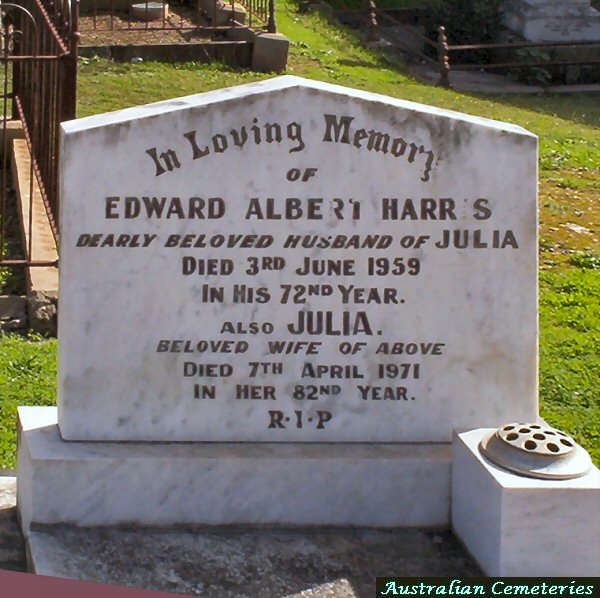 In Loving Memory
OF
EDWARD ALBERT HARRIS
DEARLY BELOVED HUSBAND OF JULIA
DIED 3RD JUNE 1959
IN HIS 72ND YEAR.
ALSO JULIA.
BELOVED WIFE OF ABOVE
DIED 7TH APRIL 1971
IN HER 82ND YEAR.
R·I·P
Australian Cemeteries